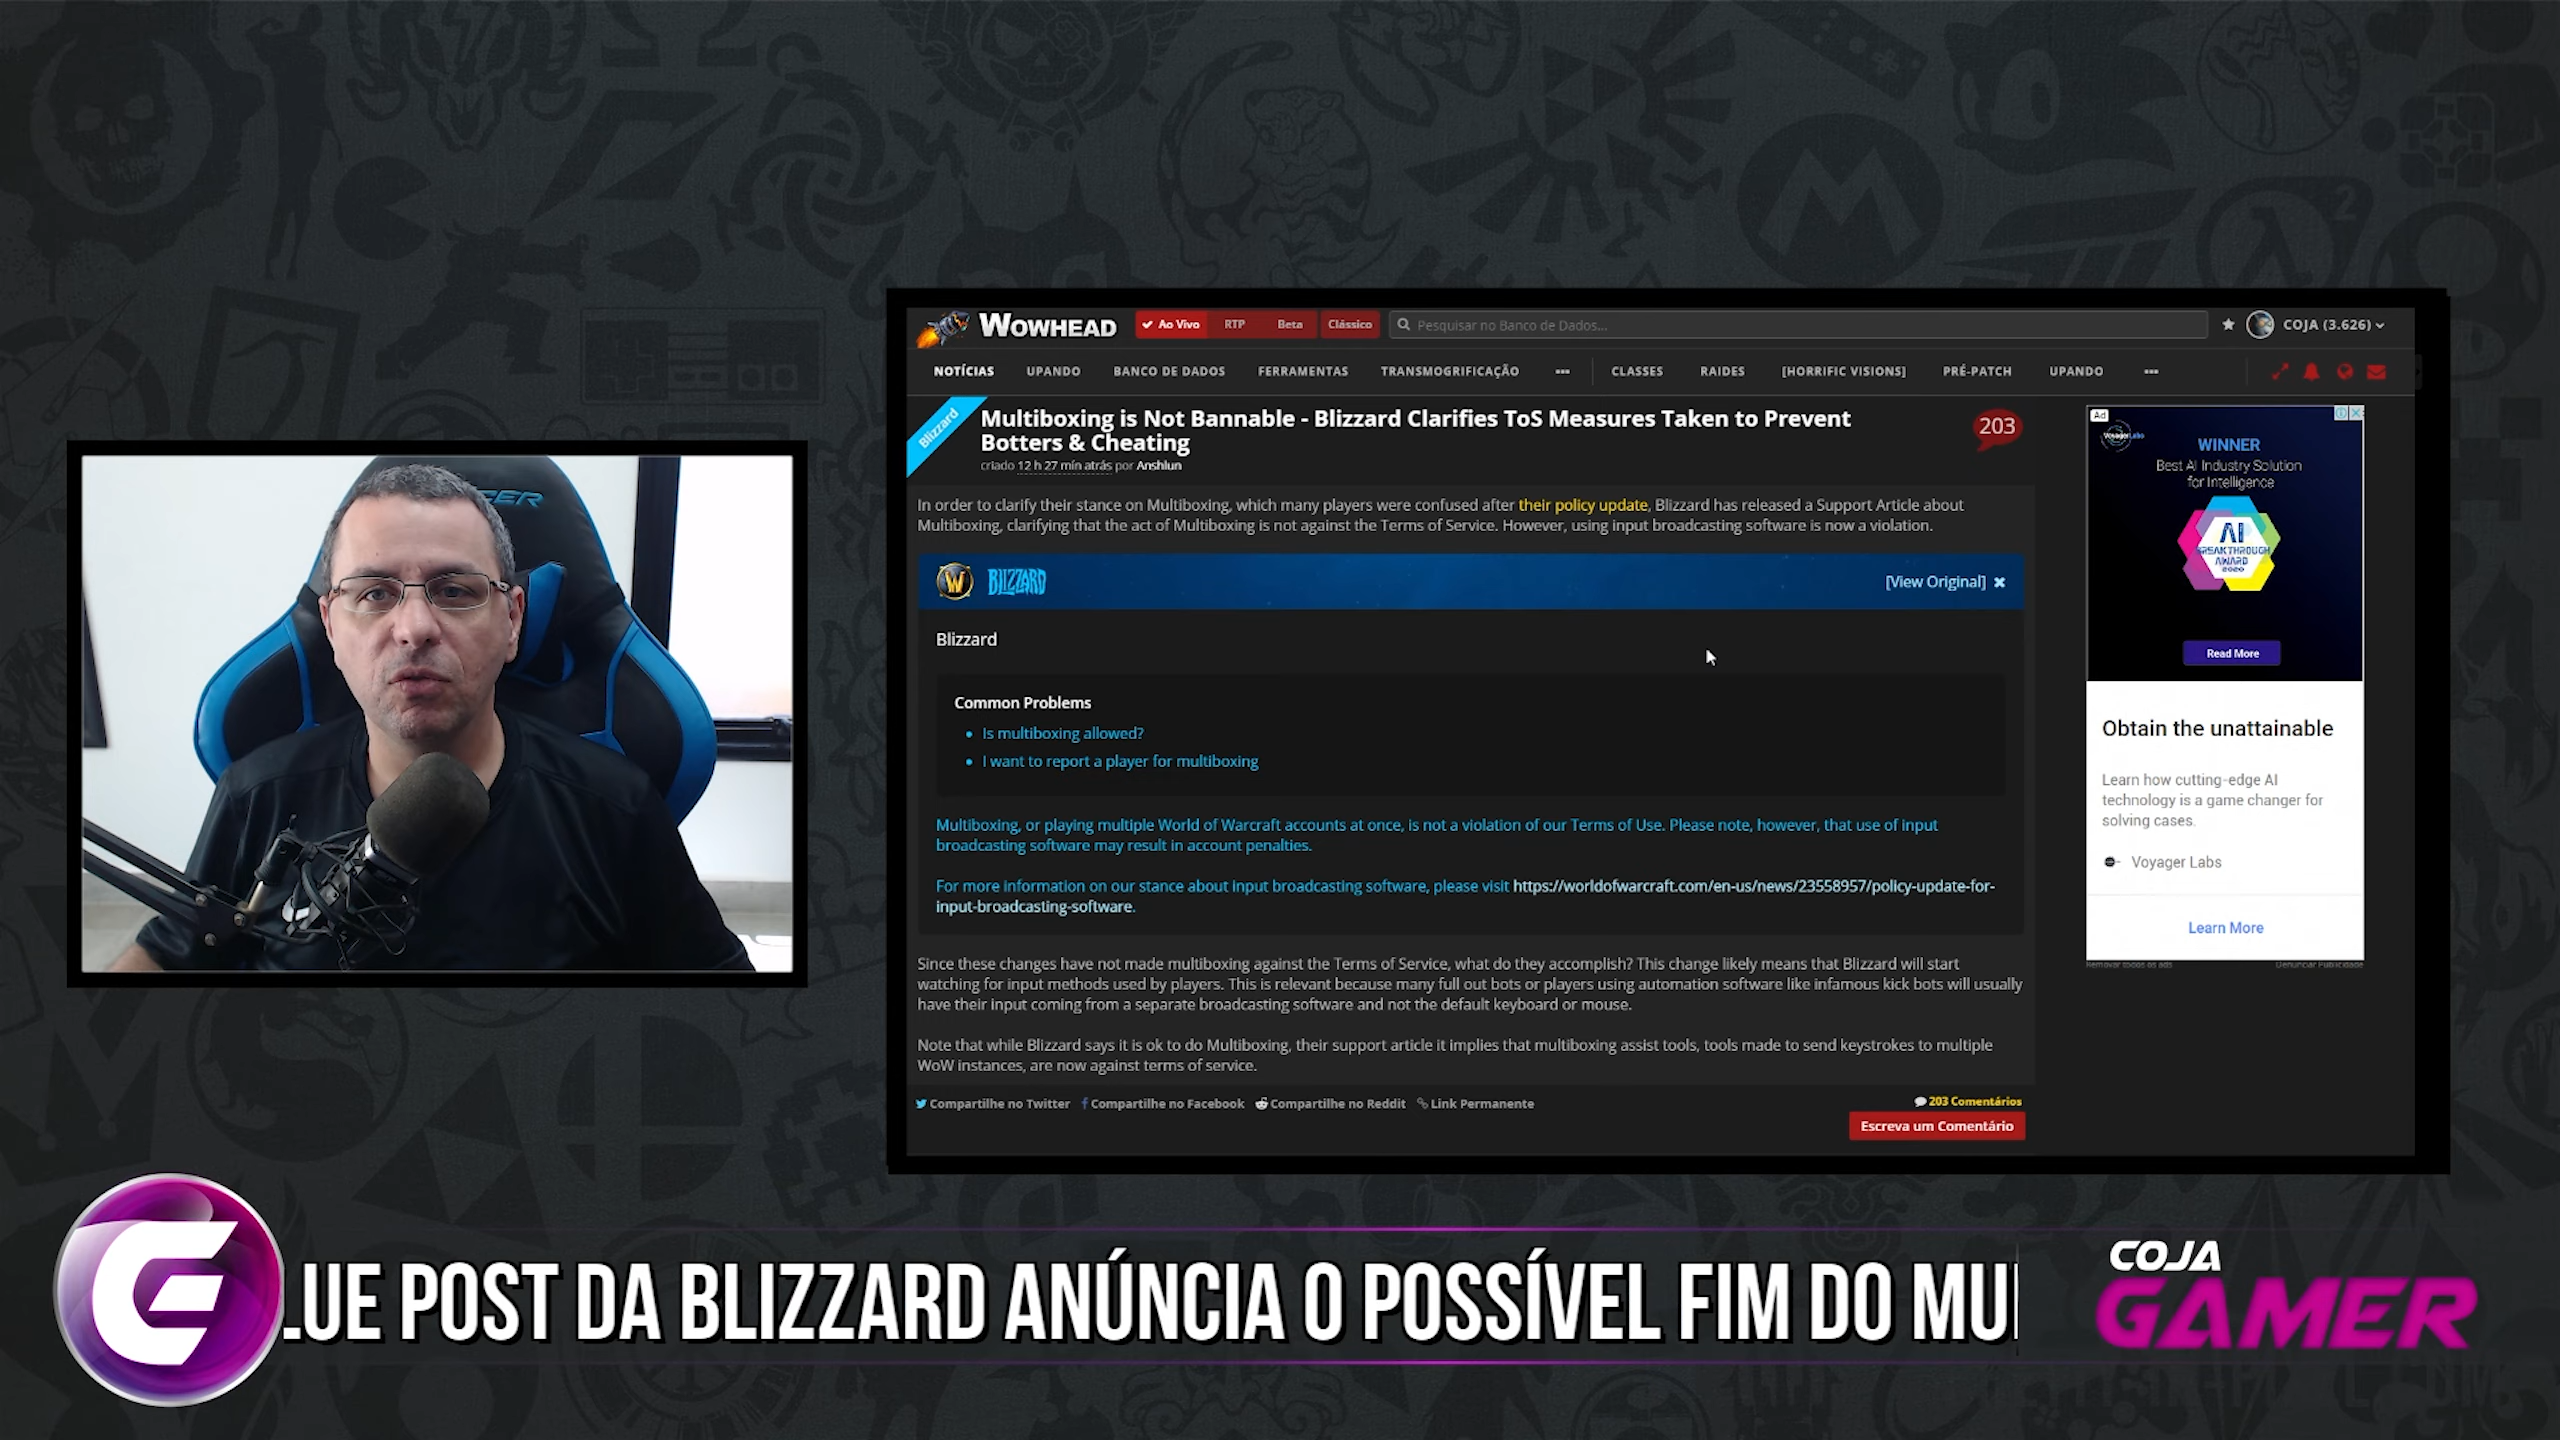 WOWHEAD
Ao Vivo RTP Beta Clássico
Pesquisar no Banco de Dados...
COJA (3.626)
NOTÍCIAS UPANDO BANCO DE DADOS FERRAMENTAS TRANSMOGRIFICAÇÃO ••• CLASSES RAIDES [HORRIFIC VISIONS] PRÉ-PATCH UPANDO •••
Blizzard
Multiboxing is Not Bannable - Blizzard Clarifies ToS Measures Taken to Prevent
Botters & Cheating
203
criado 12 h 27 min atrás por Anshlun
In order to clarify their stance on Multiboxing, which many players were confused after their policy update, Blizzard has released a Support Article about
Multiboxing, clarifying that the act of Multiboxing is not against the Terms of Service. However, using input broadcasting software is now a violation.
W BLIZZARD
[View Original] ✖
Blizzard
Common Problems
• Is multiboxing allowed?
• I want to report a player for multiboxing
Multiboxing, or playing multiple World of Warcraft accounts at once, is not a violation of our Terms of Use. Please note, however, that use of input
broadcasting software may result in account penalties.
For more information on our stance about input broadcasting software, please visit https://worldofwarcraft.com/en-us/news/23558957/policy-update-for-
input-broadcasting-software.
Since these changes have not made multiboxing against the Terms of Service, what do they accomplish? This change likely means that Blizzard will start
watching for input methods used by players. This is relevant because many full out bots or players using automation software like infamous kick bots will usually
have their input coming from a separate broadcasting software and not the default keyboard or mouse.
Note that while Blizzard says it is ok to do Multiboxing, their support article it implies that multiboxing assist tools, tools made to send keystrokes to multiple
WoW instances, are now against terms of service.
Compartilhe no Twitter Compartilhe no Facebook Compartilhe no Reddit Link Permanente
203 Comentários
Escreva um Comentário
Ad
VoyagerLabs
WINNER
Best AI Industry Solution
for Intelligence
AI
BREAKTHROUGH
AWARD
2020
Read More
Obtain the unattainable
Learn how cutting-edge AI
technology is a game changer for
solving cases.
Voyager Labs
Learn More
Remover todos os ads
Denunciar Publicidade
LUE POST DA BLIZZARD ANÚNCIA O POSSÍVEL FIM DO MU
COJA
GAMER